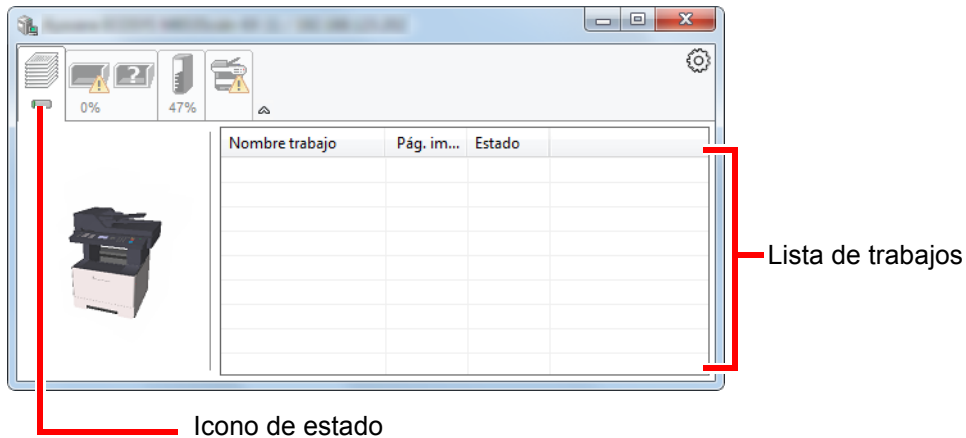 0%
47%
Nombre trabajo Pág. im... Estado
Lista de trabajos
Icono de estado